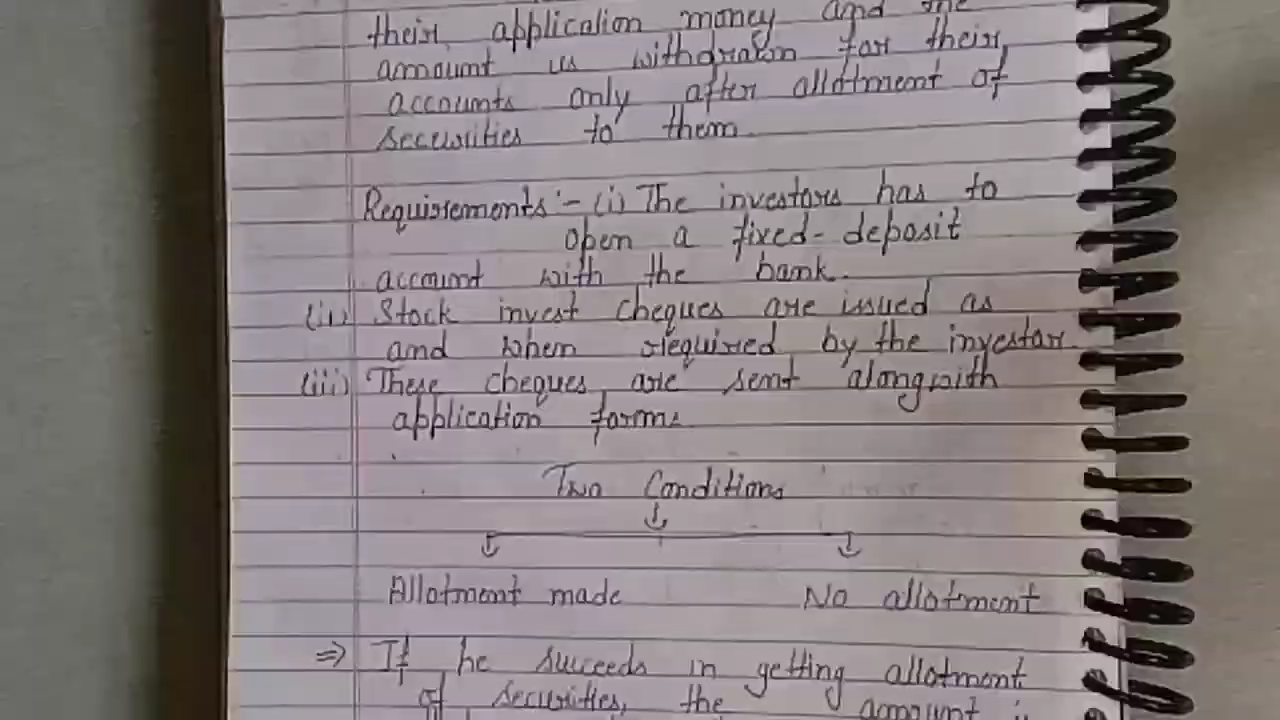 their application money and the
amount is withdrawn for their
accounts only after allotment of
securities to them.
Requirements :- (i) The investors has to
open a fixed-deposit
account with the bank.
(ii) Stock invest cheques are issued as
and when required by the investor.
(iii) These cheques are sent alongwith
application forms.
Two Conditions
Allotment made No allotment
⇒ If he succeeds in getting allotment
of securities, the amount is